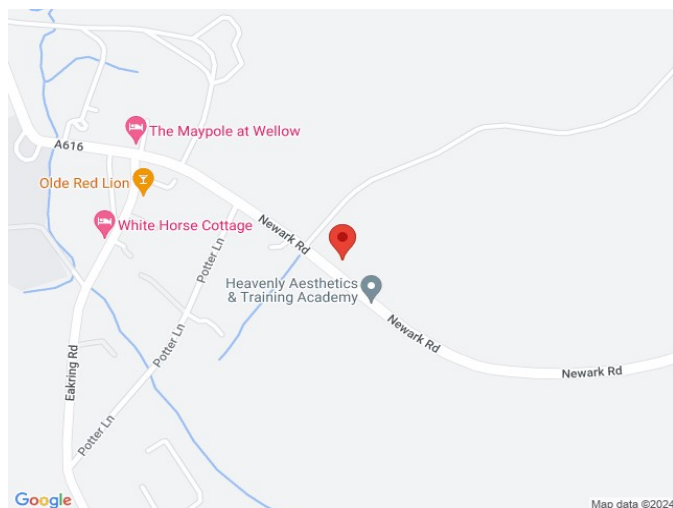 A616
The Maypole at Wellow
Olde Red Lion
White Horse Cottage
Newark Rd
Potter Ln
Heavenly Aesthetics
& Training Academy
Newark Rd
Newark Rd
Eakring Rd
Potter Ln
Potter Ln
Google
Map data ©2024